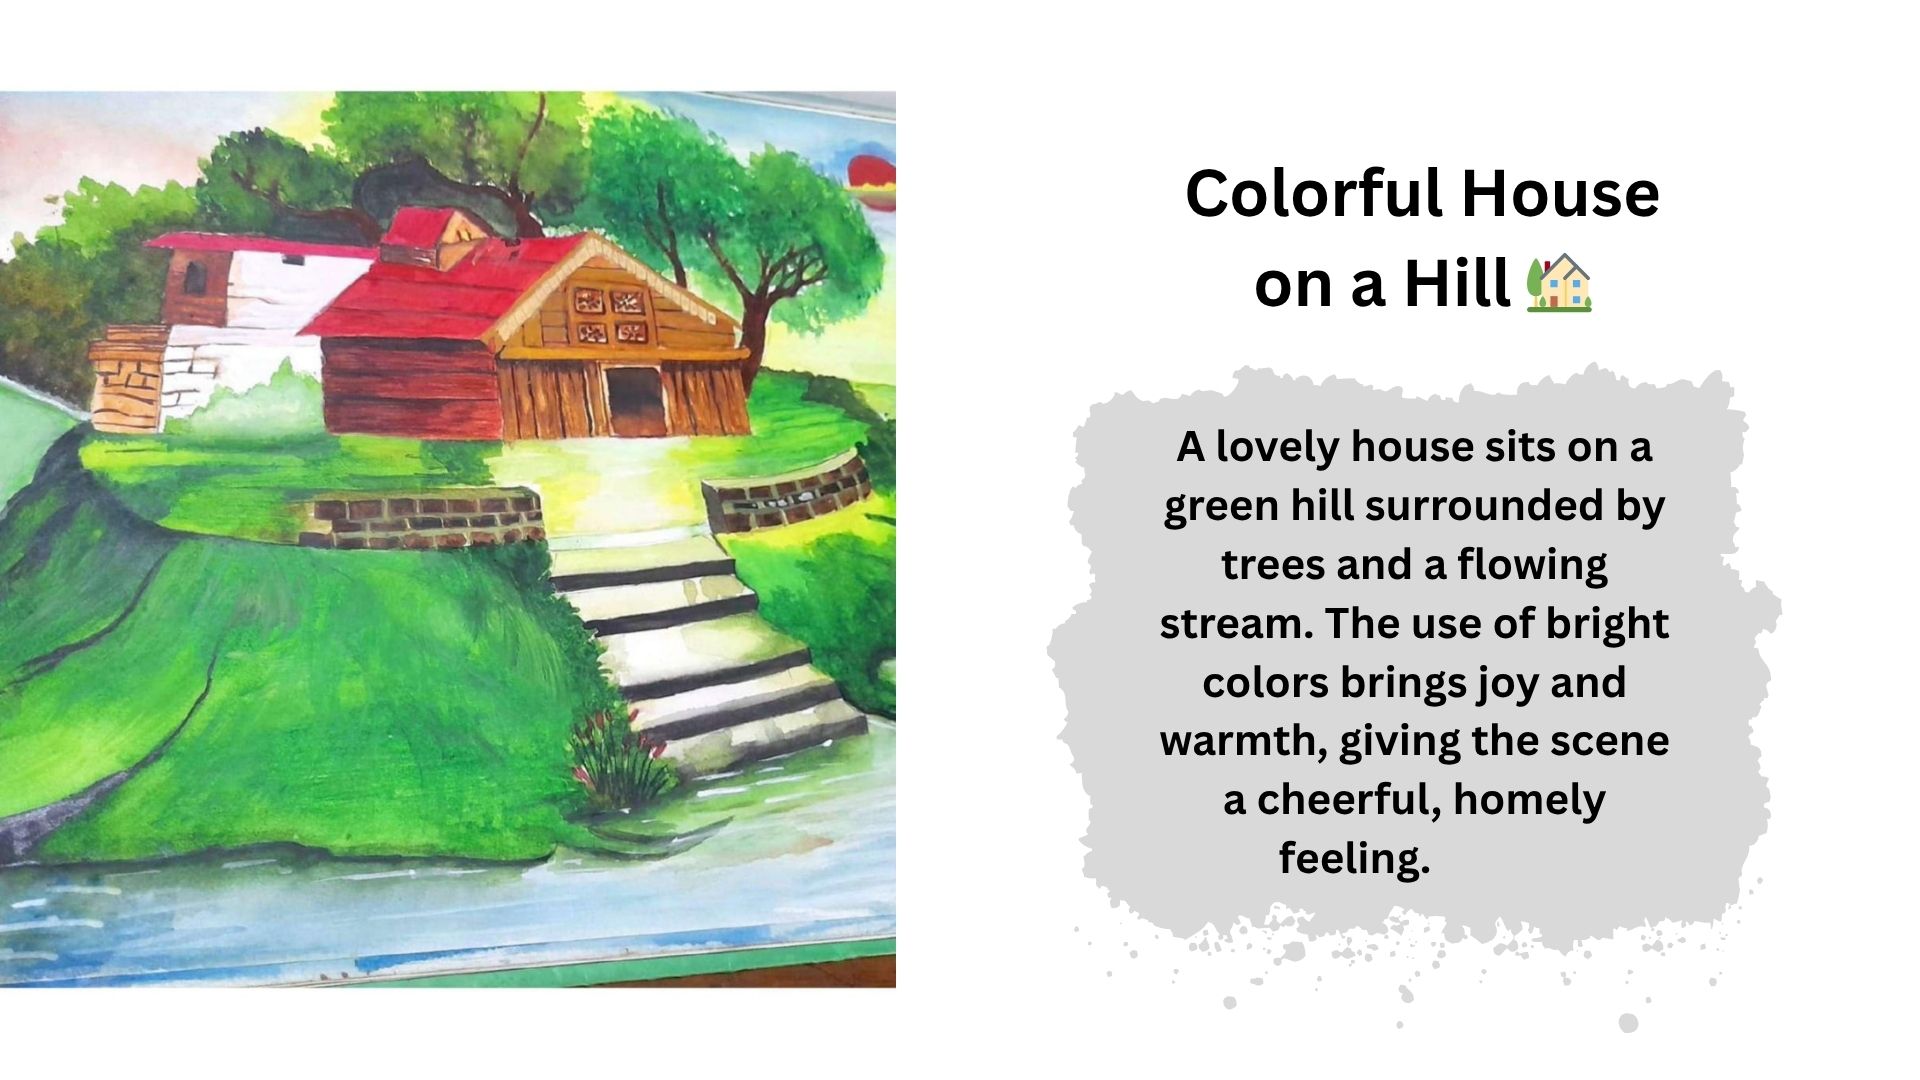 Colorful House
on a Hill 🏡
A lovely house sits on a
green hill surrounded by
trees and a flowing
stream. The use of bright
colors brings joy and
warmth, giving the scene
a cheerful, homely
feeling.